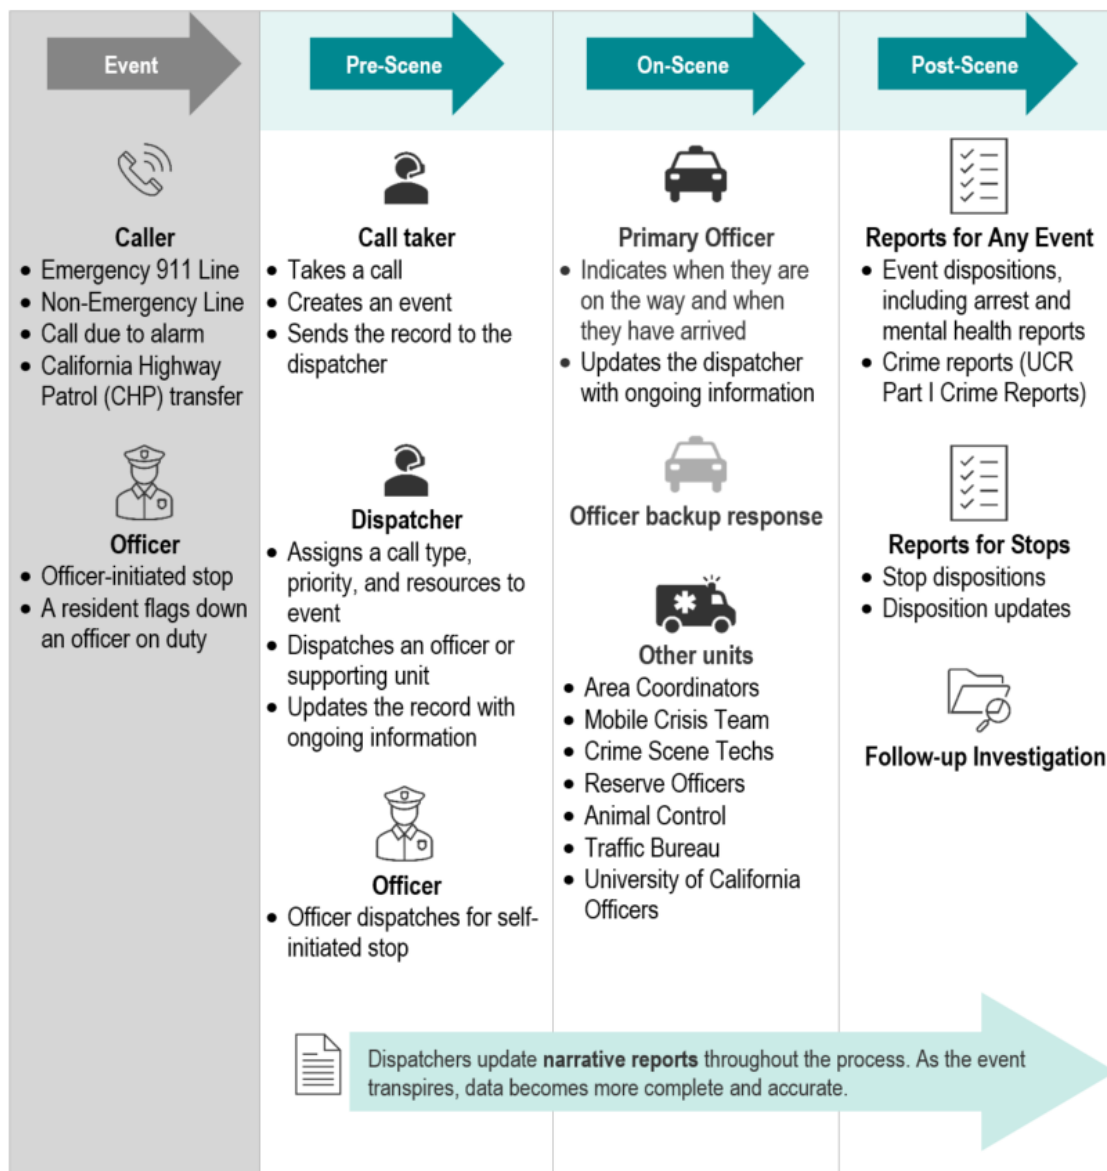 Event
Pre-Scene
On-Scene
Post-Scene
Caller
• Emergency 911 Line
• Non-Emergency Line
• Call due to alarm
• California Highway
Patrol (CHP) transfer
Officer
• Officer-initiated stop
• A resident flags down
an officer on duty
Call taker
• Takes a call
• Creates an event
• Sends the record to the
dispatcher
Dispatcher
• Assigns a call type,
priority, and resources to
event
• Dispatches an officer or
supporting unit
• Updates the record with
ongoing information
Officer
• Officer dispatches for self-
initiated stop
Primary Officer
• Indicates when they are
on the way and when
they have arrived
• Updates the dispatcher
with ongoing information
Officer backup response
Other units
• Area Coordinators
• Mobile Crisis Team
• Crime Scene Techs
• Reserve Officers
• Animal Control
• Traffic Bureau
• University of California
Officers
Reports for Any Event
• Event dispositions,
including arrest and
mental health reports
• Crime reports (UCR
Part I Crime Reports)
Reports for Stops
• Stop dispositions
• Disposition updates
Follow-up Investigation
Dispatchers update narrative reports throughout the process. As the event
transpires, data becomes more complete and accurate.